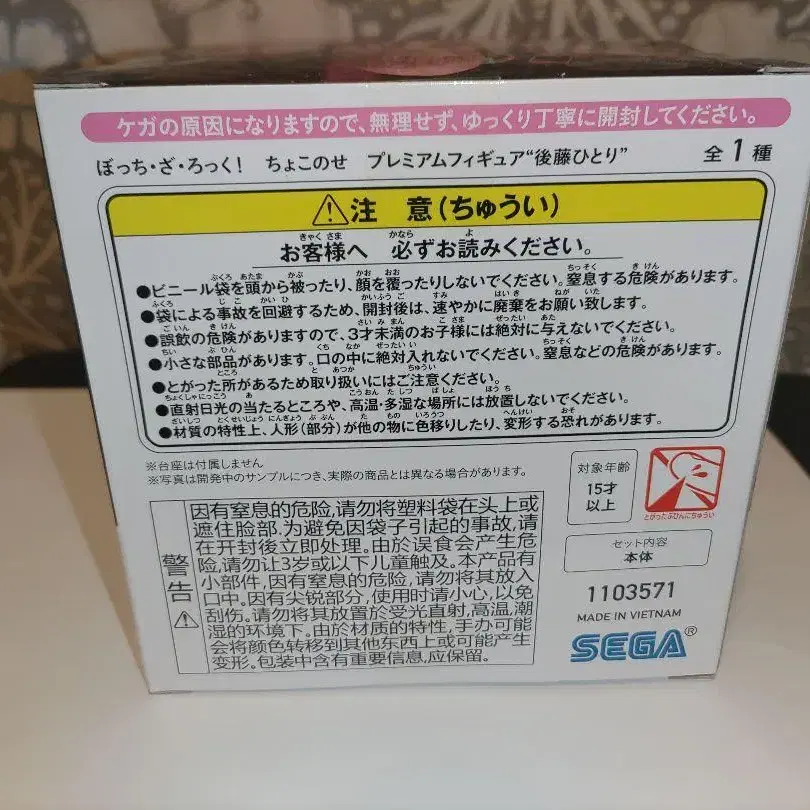 ケガの原因になりますので、無理せず、ゆっくり丁寧に開封してください。
ぼっち・ざ・ろっく! ちょこのせ プレミアムフィギュア“後藤ひとり” 全1種
⚠注 意(ちゅうい)
お客様へ 必ずお読みください。
●ビニール袋を頭から被ったり、顔を覆ったりしないでください。窒息する危険があります。
●袋による事故を回避するため、開封後は、速やかに廃棄をお願い致します。
●誤飲の危険がありますので、3才未満のお子様には絶対に与えないでください。
●小さな部品があります。口の中に絶対入れないでください。窒息などの危険があります。
●とがった所があるため取り扱いにはご注意ください。
●直射日光の当たるところや、高温・多湿な場所には放置しないでください。
●材質の特性上、人形(部分)が他の物に色移りしたり、変形する恐れがあります。
※台座は付属しません
※写真は開発中のサンプルにつき、実際の商品とは異なる場合があります。
対象年齢
15才
以上
とがったぶひんにちゅうい
警告⚠
因有窒息的危险,请勿将塑料袋在头上或
遮住脸部.为避免因袋子引起的事故,请
在开封後立即处理。由於误食会产生危
险,请勿让3岁或以下儿童触及。本产品有
小部件,因有窒息的危险,请勿将其放入
口中。因有尖锐部分,使用时请小心,以免
刮伤。请勿将其放置於受光直射,高温,潮
湿的环境下。由於材质的特性,手办可能
会将颜色转移到其他东西上或可能产生
变形。包装中含有重要信息,应保留。
セット内容
本体
1103571
MADE IN VIETNAM
SEGA®